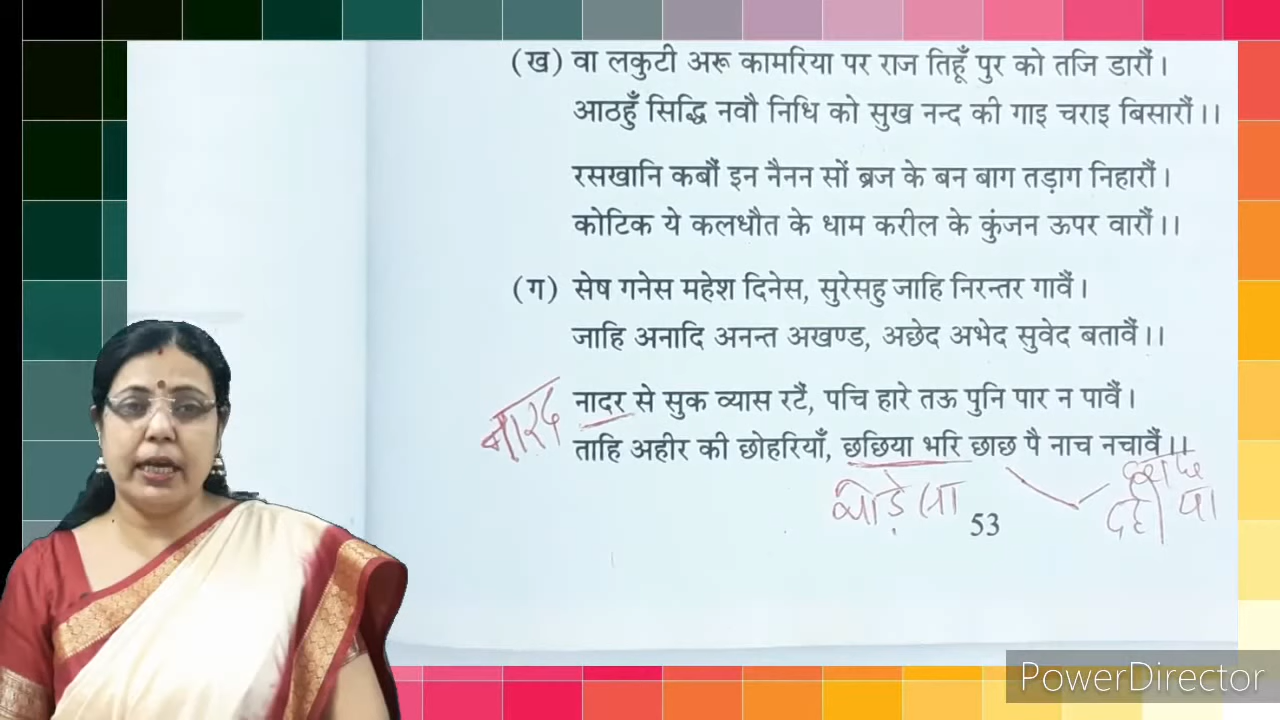 (ख) वा लकुटी अरू कामरिया पर राज तिहूँ पुर को तजि डारौं।
आठहुँ सिद्धि नवौ निधि को सुख नन्द की गाइ चराइ बिसारौं।।
रसखानि कबौं इन नैनन सों ब्रज के बन बाग तड़ाग निहारौं।
कोटिक ये कलधौत के धाम करील के कुंजन ऊपर वारौं।।
(ग) सेष गनेस महेश दिनेस, सुरेसहु जाहि निरन्तर गावैं।
जाहि अनादि अनन्त अखण्ड, अछेद अभेद सुवेद बतावैं।।
नारद नादर से सुक व्यास रटैं, पचि हारे तऊ पुनि पार न पावैं।
ताहि अहीर की छोहरियाँ, छछिया भरि छाछ पै नाच नचावैं।।
थोड़े सा
दही
53
PowerDirector